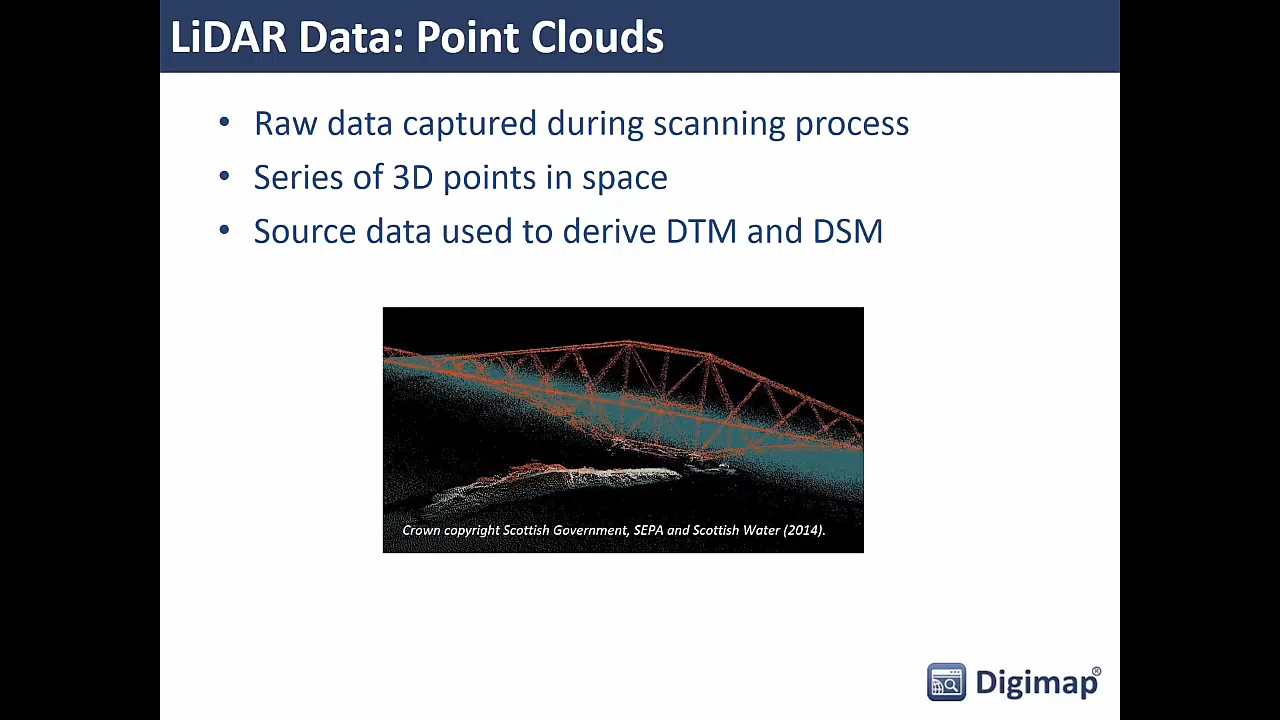 LiDAR Data: Point Clouds
• Raw data captured during scanning process
• Series of 3D points in space
• Source data used to derive DTM and DSM
Crown copyright Scottish Government, SEPA and Scottish Water (2014).
Digimap®